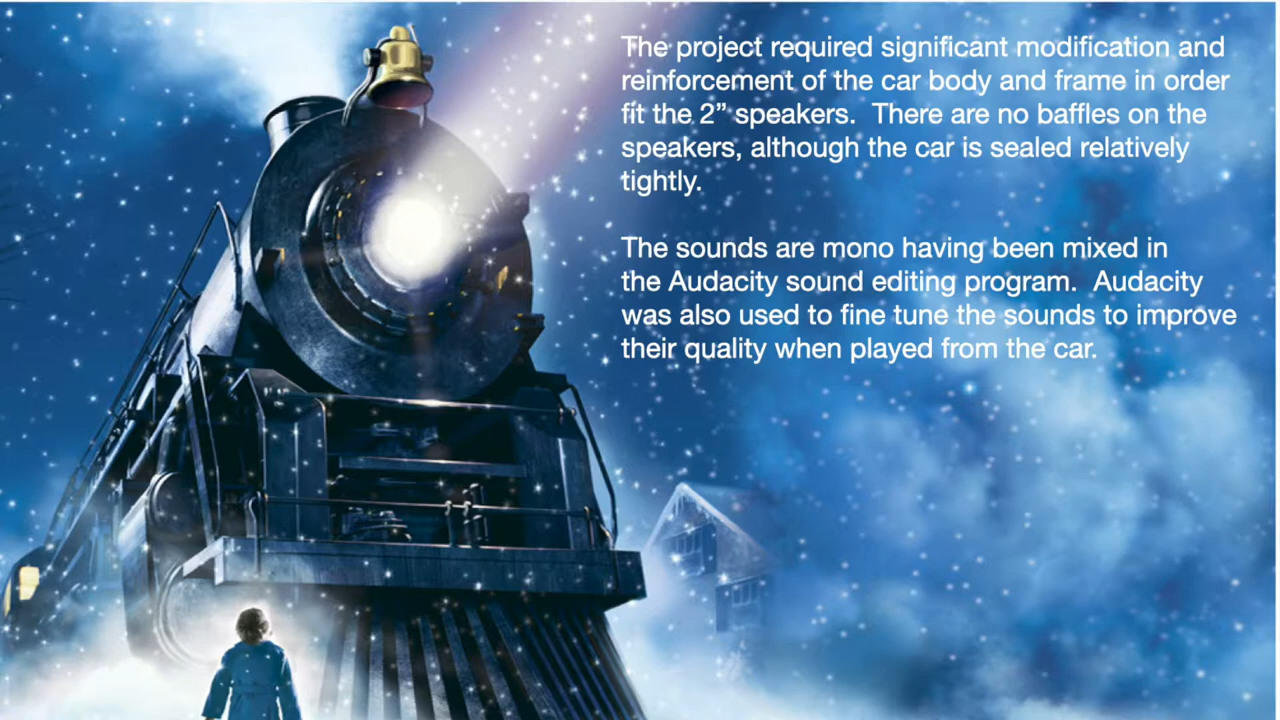 The project required significant modification and
reinforcement of the car body and frame in order
fit the 2” speakers.  There are no baffles on the
speakers, although the car is sealed relatively
tightly.
The sounds are mono having been mixed in
the Audacity sound editing program.  Audacity
was also used to fine tune the sounds to improve
their quality when played from the car.